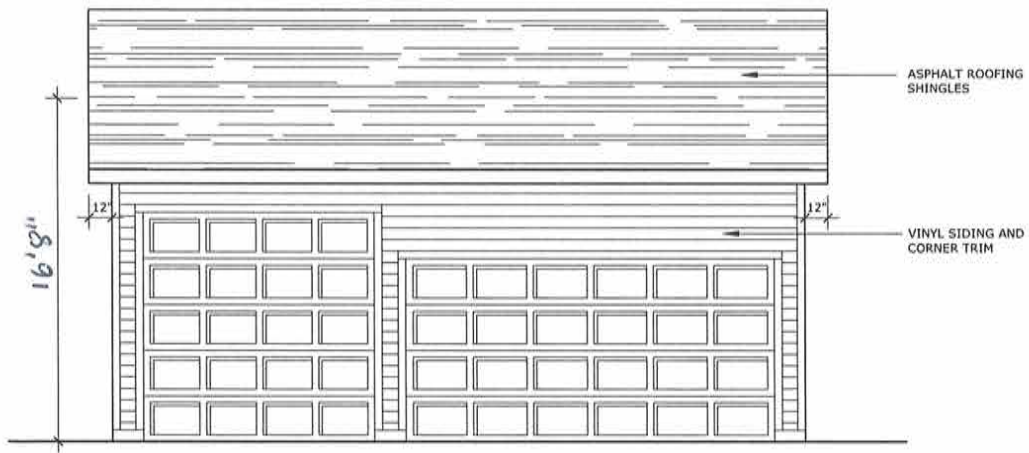 ASPHALT ROOFING
SHINGLES
12"
12"
VINYL SIDING AND
CORNER TRIM
16'8"